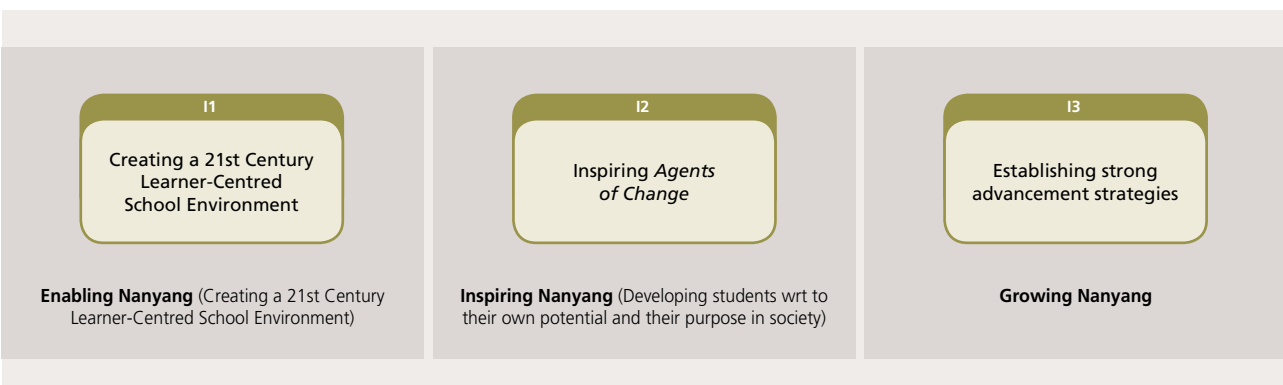 I1
Creating a 21st Century
Learner-Centred
School Environment
Enabling Nanyang (Creating a 21st Century
Learner-Centred School Environment)
I2
Inspiring Agents
of Change
Inspiring Nanyang (Developing students wrt to
their own potential and their purpose in society)
I3
Establishing strong
advancement strategies
Growing Nanyang